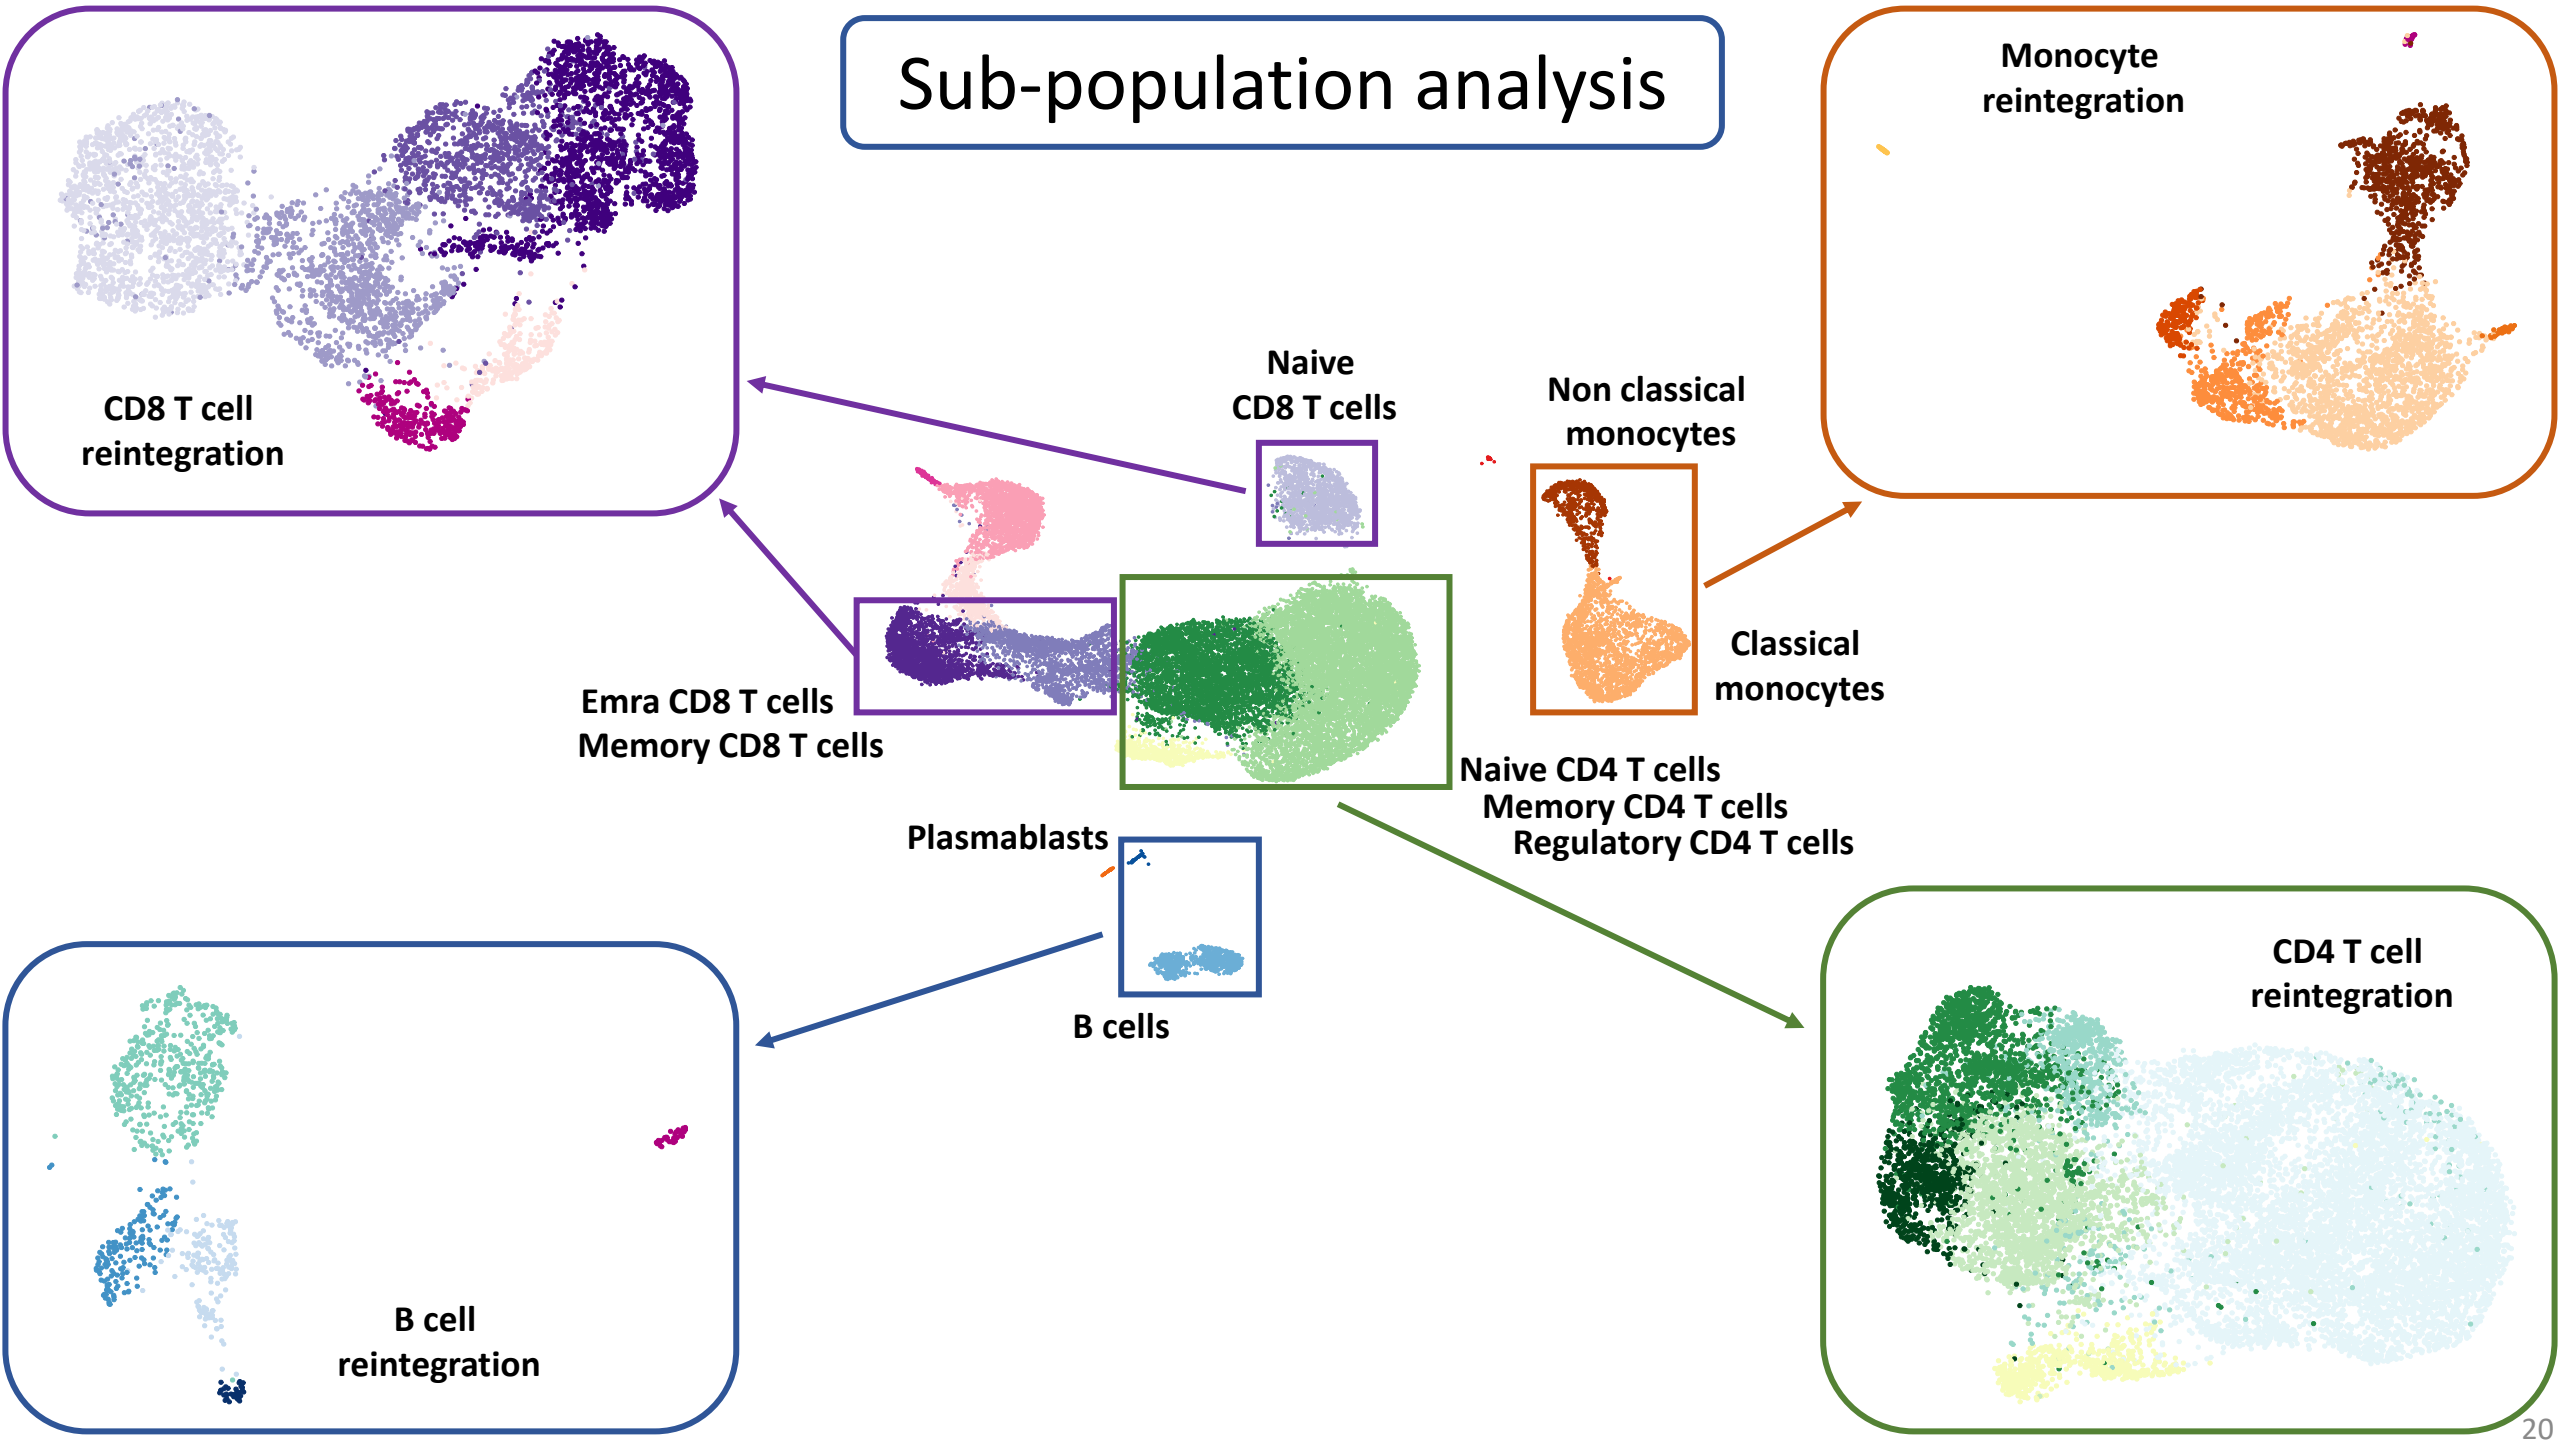 Sub-population analysis
Monocyte
reintegration
CD8 T cell
reintegration
Naive
CD8 T cells
Non classical
monocytes
Classical
monocytes
Emra CD8 T cells
Memory CD8 T cells
Naive CD4 T cells
Memory CD4 T cells
Regulatory CD4 T cells
Plasmablasts
B cells
CD4 T cell
reintegration
B cell
reintegration
20